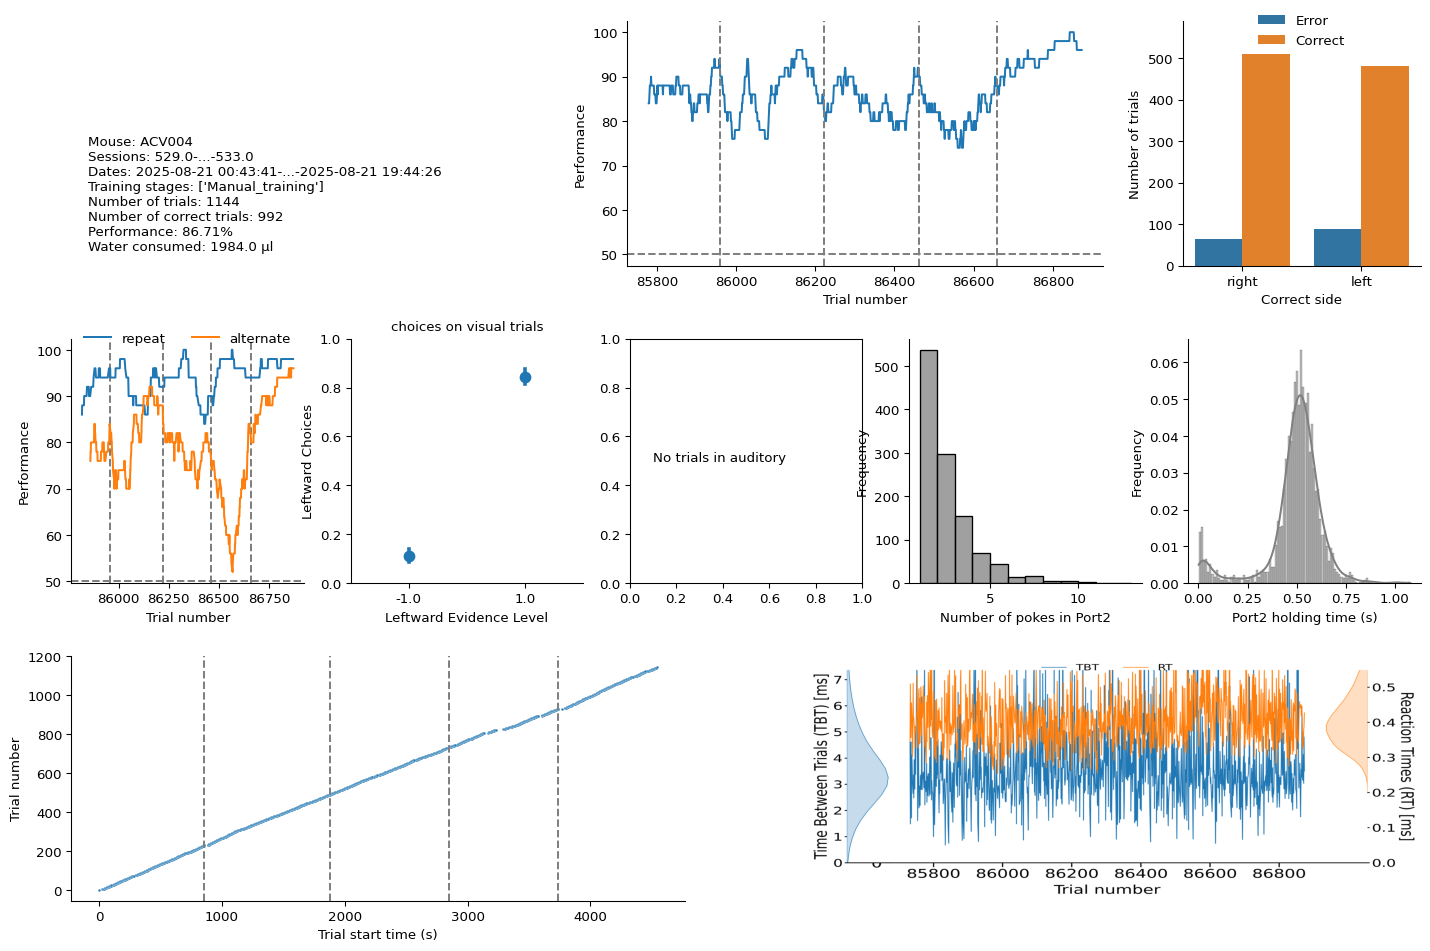 Mouse: ACV004
Sessions: 529.0-...-533.0
Dates: 2025-08-21 00:43:41-...-2025-08-21 19:44:26
Training stages: ['Manual_training']
Number of trials: 1144
Number of correct trials: 992
Performance: 86.71%
Water consumed: 1984.0 µl
100
90
80
70
60
50
Performance
85800 86000 86200 86400 86600 86800
Trial number
Error
Correct
500
400
300
200
100
0
Number of trials
right left
Correct side
repeat alternate
100
90
80
70
60
50
Performance
86000 86250 86500 86750
Trial number
choices on visual trials
1.0
0.8
0.6
0.4
0.2
0.0
Leftward Choices
-1.0 1.0
Leftward Evidence Level
1.0
0.8
0.6
0.4
0.2
0.0
No trials in auditory
0.0 0.2 0.4 0.6 0.8 1.0
Frequency
500
400
300
200
100
0
5 10
Number of pokes in Port2
Frequency
0.06
0.05
0.04
0.03
0.02
0.01
0.00
0.00 0.25 0.50 0.75 1.00
Port2 holding time (s)
1200
1000
800
600
400
200
0
Trial number
0 1000 2000 3000 4000
Trial start time (s)
TBT RT
Time Between Trials (TBT) [ms]
7
6
5
4
3
2
1
0
0
85800 86000 86200 86400 86600 86800
Trial number
0.5
0.4
0.3
0.2
0.1
0.0
Reaction Times (RT) [ms]